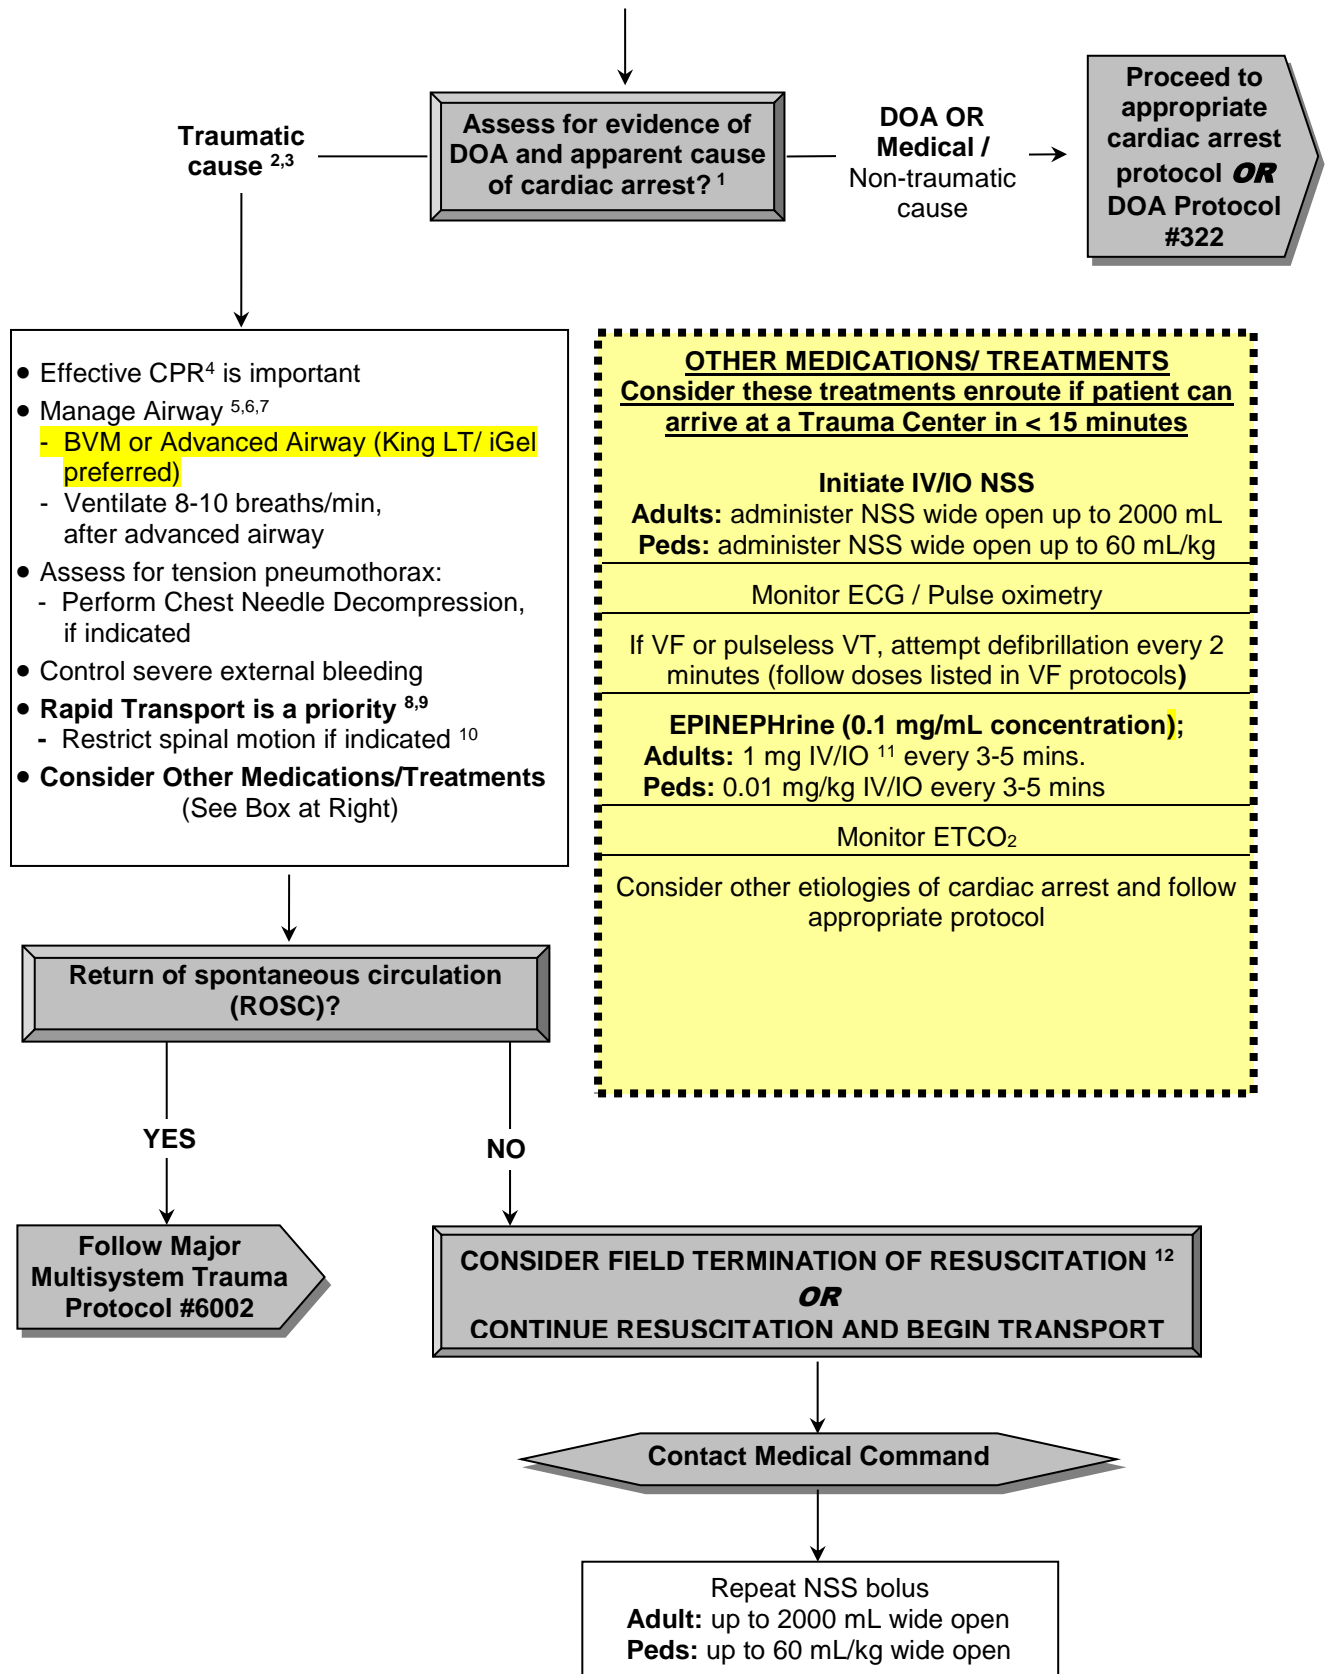 Assess for evidence of
DOA and apparent cause
of cardiac arrest? 1
Traumatic
cause 2,3
DOA OR
Medical /
Non-traumatic
cause
Proceed to
appropriate
cardiac arrest
protocol OR
DOA Protocol
#322
• Effective CPR4 is important
• Manage Airway 5,6,7
- BVM or Advanced Airway (King LT/ iGel
preferred)
- Ventilate 8-10 breaths/min,
after advanced airway
• Assess for tension pneumothorax:
- Perform Chest Needle Decompression,
if indicated
• Control severe external bleeding
• Rapid Transport is a priority 8,9
- Restrict spinal motion if indicated 10
• Consider Other Medications/Treatments
(See Box at Right)
OTHER MEDICATIONS/ TREATMENTS
Consider these treatments enroute if patient can
arrive at a Trauma Center in < 15 minutes
Initiate IV/IO NSS
Adults: administer NSS wide open up to 2000 mL
Peds: administer NSS wide open up to 60 mL/kg
Monitor ECG / Pulse oximetry
If VF or pulseless VT, attempt defibrillation every 2
minutes (follow doses listed in VF protocols)
EPINEPHrine (0.1 mg/mL concentration);
Adults: 1 mg IV/IO 11 every 3-5 mins.
Peds: 0.01 mg/kg IV/IO every 3-5 mins
Monitor ETCO2
Consider other etiologies of cardiac arrest and follow
appropriate protocol
Return of spontaneous circulation
(ROSC)?
YES
NO
Follow Major
Multisystem Trauma
Protocol #6002
CONSIDER FIELD TERMINATION OF RESUSCITATION 12
OR
CONTINUE RESUSCITATION AND BEGIN TRANSPORT
Contact Medical Command
Repeat NSS bolus
Adult: up to 2000 mL wide open
Peds: up to 60 mL/kg wide open